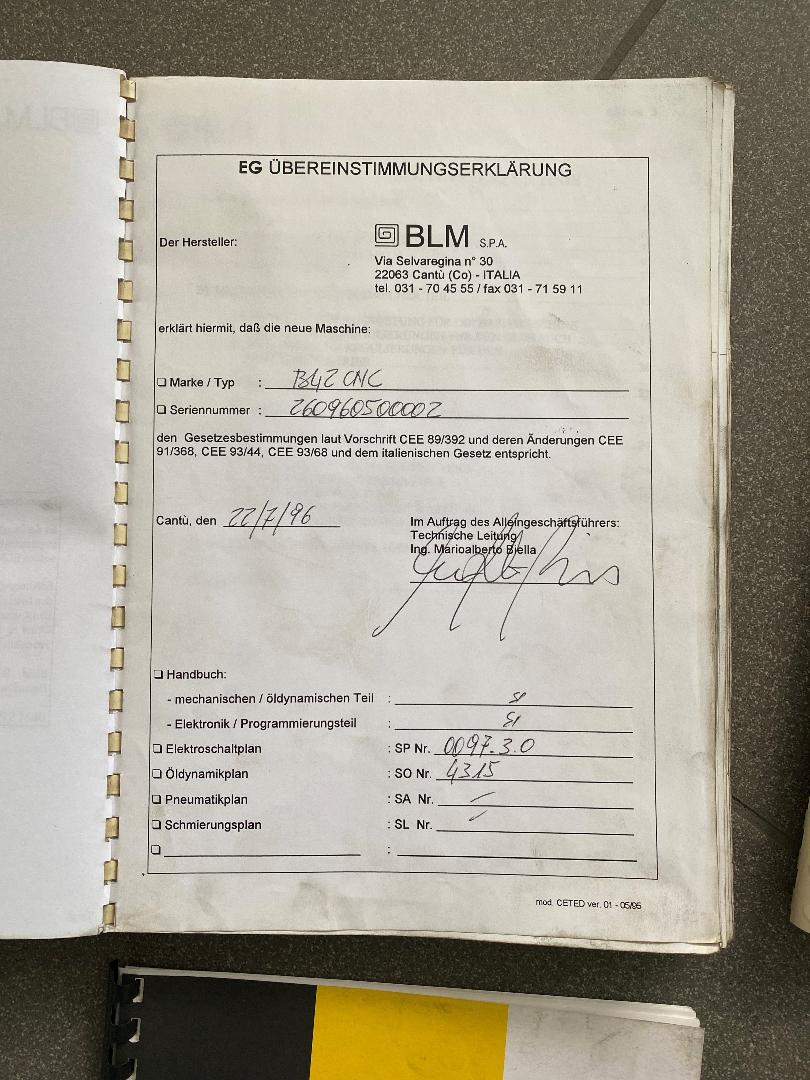 EG ÜBEREINSTIMMUNGSERKLÄRUNG
Der Hersteller:
BLM S.P.A.
Via Selvaregina n° 30
22063 Cantù (Co) - ITALIA
tel. 031 - 70 45 55 / fax 031 - 71 59 11
erklärt hiermit, daß die neue Maschine:
Marke / Typ : B42 CNC
Seriennummer : 260960500002
den Gesetzesbestimmungen laut Vorschrift CEE 89/392 und deren Änderungen CEE
91/368, CEE 93/44, CEE 93/68 und dem italienischen Gesetz entspricht.
Cantù, den 22/7/96
Im Auftrag des Alleingeschäftsführers:
Technische Leitung
Ing. Marioalberto Biella
Handbuch:
- mechanischen / öldynamischen Teil : SI
- Elektronik / Programmierungsteil : SI
Elektroschaltplan : SP Nr. 0097.3.0
Öldynamikplan : SO Nr. 4315
Pneumatikplan : SA Nr. –
Schmierungsplan : SL Nr. –
:
mod. CETED ver. 01 - 05/95